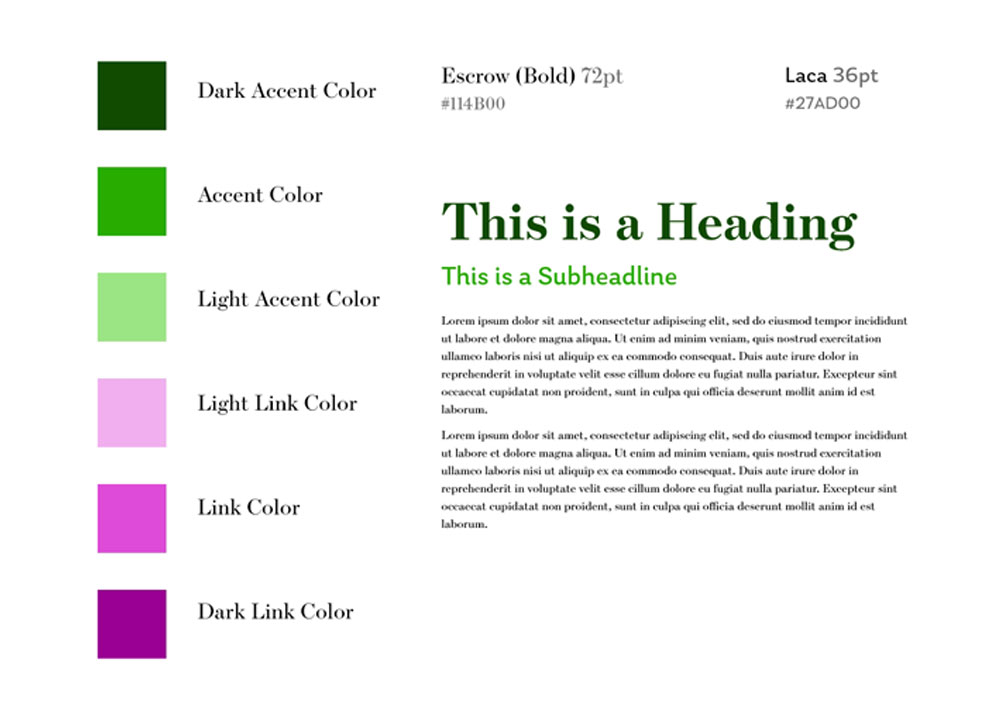 Dark Accent Color
Accent Color
Light Accent Color
Light Link Color
Link Color
Dark Link Color
Escrow (Bold) 72pt
#114B00
Laca 36pt
#27AD00
This is a Heading
This is a Subheadline
Lorem ipsum dolor sit amet, consectetur adipiscing elit, sed do eiusmod tempor incididunt
ut labore et dolore magna aliqua. Ut enim ad minim veniam, quis nostrud exercitation
ullamco laboris nisi ut aliquip ex ea commodo consequat. Duis aute irure dolor in
reprehenderit in voluptate velit esse cillum dolore eu fugiat nulla pariatur. Excepteur sint
occaecat cupidatat non proident, sunt in culpa qui officia deserunt mollit anim id est
laborum.
Lorem ipsum dolor sit amet, consectetur adipiscing elit, sed do eiusmod tempor incididunt
ut labore et dolore magna aliqua. Ut enim ad minim veniam, quis nostrud exercitation
ullamco laboris nisi ut aliquip ex ea commodo consequat. Duis aute irure dolor in
reprehenderit in voluptate velit esse cillum dolore eu fugiat nulla pariatur. Excepteur sint
occaecat cupidatat non proident, sunt in culpa qui officia deserunt mollit anim id est
laborum.